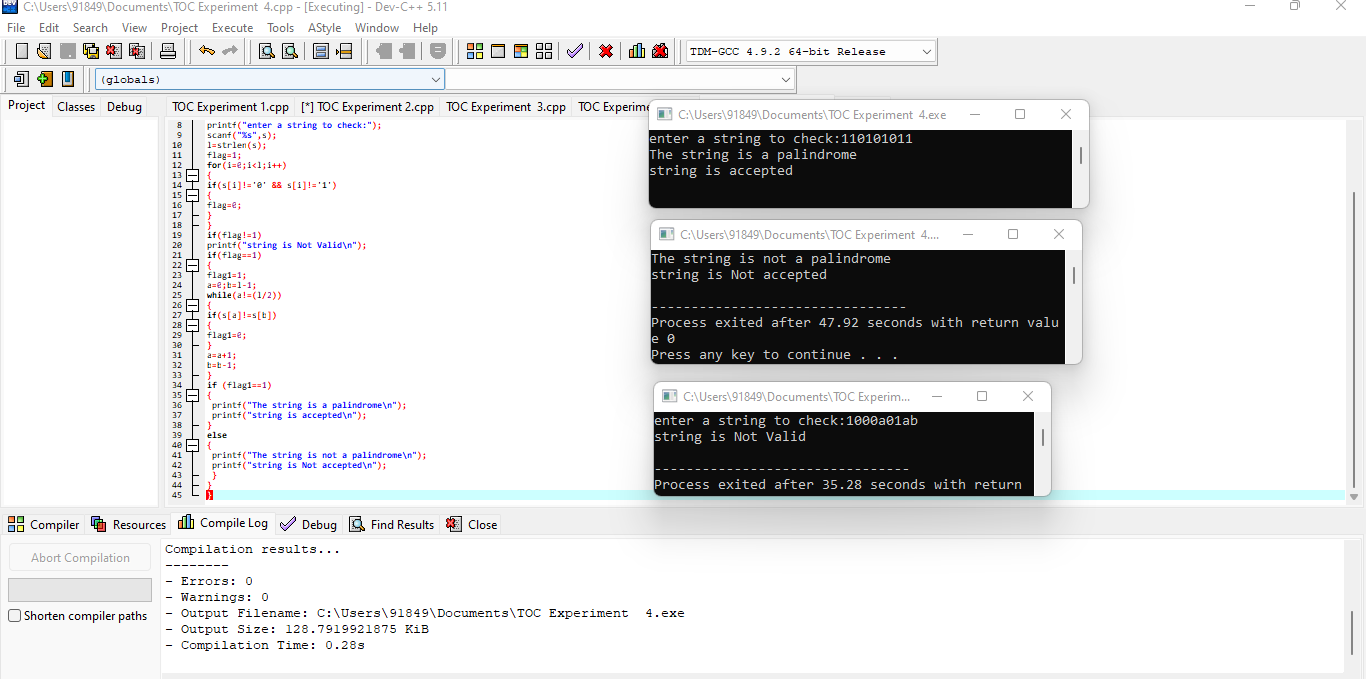 C:\Users\91849\Documents\TOC Experiment 4.cpp - [Executing] - Dev-C++ 5.11
File Edit Search View Project Execute Tools AStyle Window Help
TDM-GCC 4.9.2 64-bit Release
(globals)
Project Classes Debug
TOC Experiment 1.cpp [*] TOC Experiment 2.cpp TOC Experiment 3.cpp TOC Experime
8 printf("enter a string to check:");
9 scanf("%s",s);
10 l=strlen(s);
11 flag=1;
12 for(i=0;i<l;i++)
13 {
14 if(s[i]!='0' && s[i]!='1')
15 {
16 flag=0;
17 }
18 }
19 if(flag!=1)
20 printf("string is Not Valid\n");
21 if(flag==1)
22 {
23 flag1=1;
24 a=0;b=l-1;
25 while(a!=(l/2))
26 {
27 if(s[a]!=s[b])
28 {
29 flag1=0;
30 }
31 a=a+1;
32 b=b-1;
33 }
34 if (flag1==1)
35 {
36 printf("The string is a palindrome\n");
37 printf("string is accepted\n");
38 }
39 else
40 {
41 printf("The string is not a palindrome\n");
42 printf("string is Not accepted\n");
43 }
44 }
45 }
C:\Users\91849\Documents\TOC Experiment 4.exe
enter a string to check:110101011
The string is a palindrome
string is accepted
C:\Users\91849\Documents\TOC Experiment 4....
The string is not a palindrome
string is Not accepted
--------------------------------
Process exited after 47.92 seconds with return valu
e 0
Press any key to continue . . .
C:\Users\91849\Documents\TOC Experim...
enter a string to check:1000a01ab
string is Not Valid
--------------------------------
Process exited after 35.28 seconds with return
Compiler Resources Compile Log Debug Find Results Close
Abort Compilation
Shorten compiler paths
Compilation results...
--------
- Errors: 0
- Warnings: 0
- Output Filename: C:\Users\91849\Documents\TOC Experiment  4.exe
- Output Size: 128.7919921875 KiB
- Compilation Time: 0.28s